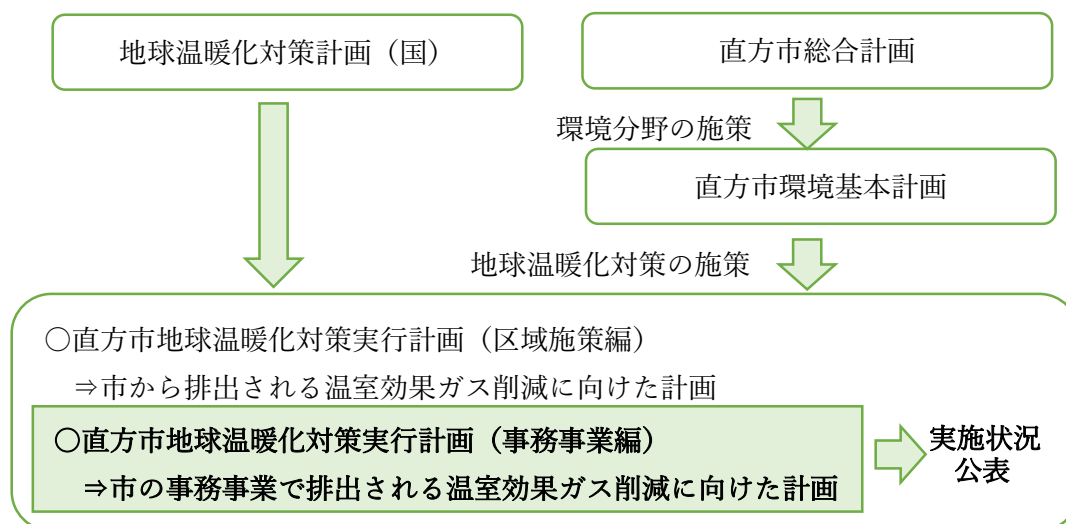 地球温暖化対策計画（国）
直方市総合計画
環境分野の施策
直方市環境基本計画
地球温暖化対策の施策
○直方市地球温暖化対策実行計画（区域施策編）
⇒市から排出される温室効果ガス削減に向けた計画
○直方市地球温暖化対策実行計画（事務事業編）
⇒市の事務事業で排出される温室効果ガス削減に向けた計画
実施状況
公表